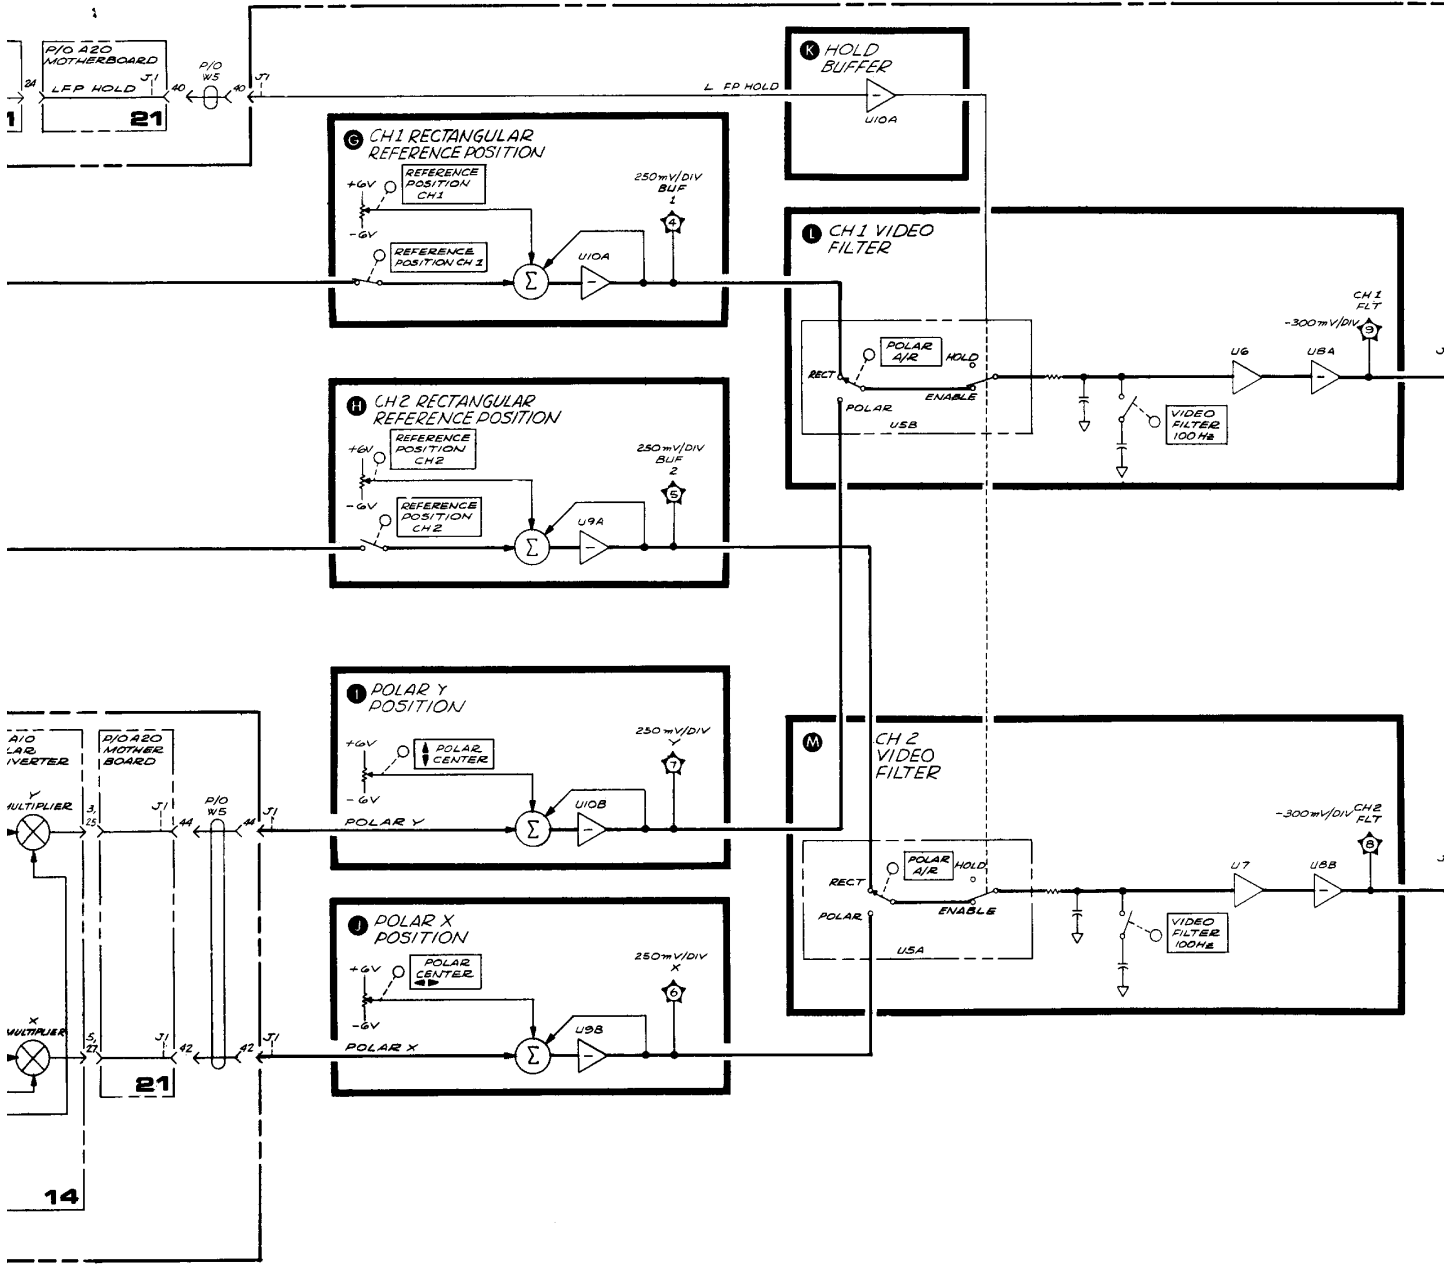 P/O A20
MOTHERBOARD
24
LFP HOLD
J1
40
P/O
W5
40
J1
21
L FP HOLD
K HOLD
BUFFER
U10A
G CH1 RECTANGULAR
REFERENCE POSITION
+6V
-6V
REFERENCE
POSITION
CH1
REFERENCE
POSITION CH 1
Σ
U10A
-
250mV/DIV
BUF
1
4
L CH1 VIDEO
FILTER
RECT
POLAR
POLAR
A/R
HOLD
ENABLE
U5B
VIDEO
FILTER
100 Hz
U6
U8A
-
CH 1
FLT
-300mV/DIV
9
J
H CH2 RECTANGULAR
REFERENCE POSITION
+6V
-6V
REFERENCE
POSITION
CH2
REFERENCE
POSITION
CH2
Σ
U9A
-
250mV/DIV
BUF
2
5
I POLAR Y
POSITION
+6V
-6V
POLAR
CENTER
POLAR Y
Σ
U10B
-
250mV/DIV
Y
7
A10
LAR
IVERTER
P/O A20
MOTHER
BOARD
Y
MULTIPLIER
3,
25
J1
44
P/O
W5
44
J1
M CH 2
VIDEO
FILTER
RECT
POLAR
POLAR
A/R
HOLD
ENABLE
U5A
VIDEO
FILTER
100Hz
U7
U8B
-
-300mV/DIV
CH2
FLT
8
J
J POLAR X
POSITION
+6V
-6V
POLAR
CENTER
POLAR X
Σ
U9B
-
250mV/DIV
X
6
X
MULTIPLIER
5,
27
J1
42
42
J1
21
14